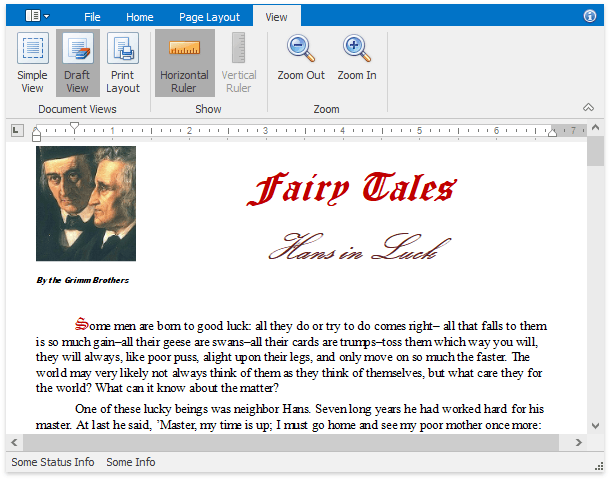 File Home Page Layout View
Simple View Draft View Print Layout Horizontal Ruler Vertical Ruler Zoom Out Zoom In
Document Views Show Zoom
L 1 2 3 4 5 6 7
Fairy Tales
Hans in Luck
By the Grimm Brothers
Some men are born to good luck: all they do or try to do comes right– all that falls to them
is so much gain–all their geese are swans–all their cards are trumps–toss them which way you will,
they will always, like poor puss, alight upon their legs, and only move on so much the faster. The
world may very likely not always think of them as they think of themselves, but what care they for
the world? What can it know about the matter?
One of these lucky beings was neighbor Hans. Seven long years he had worked hard for his
master. At last he said, ’Master, my time is up; I must go home and see my poor mother once more:
Some Status Info Some Info